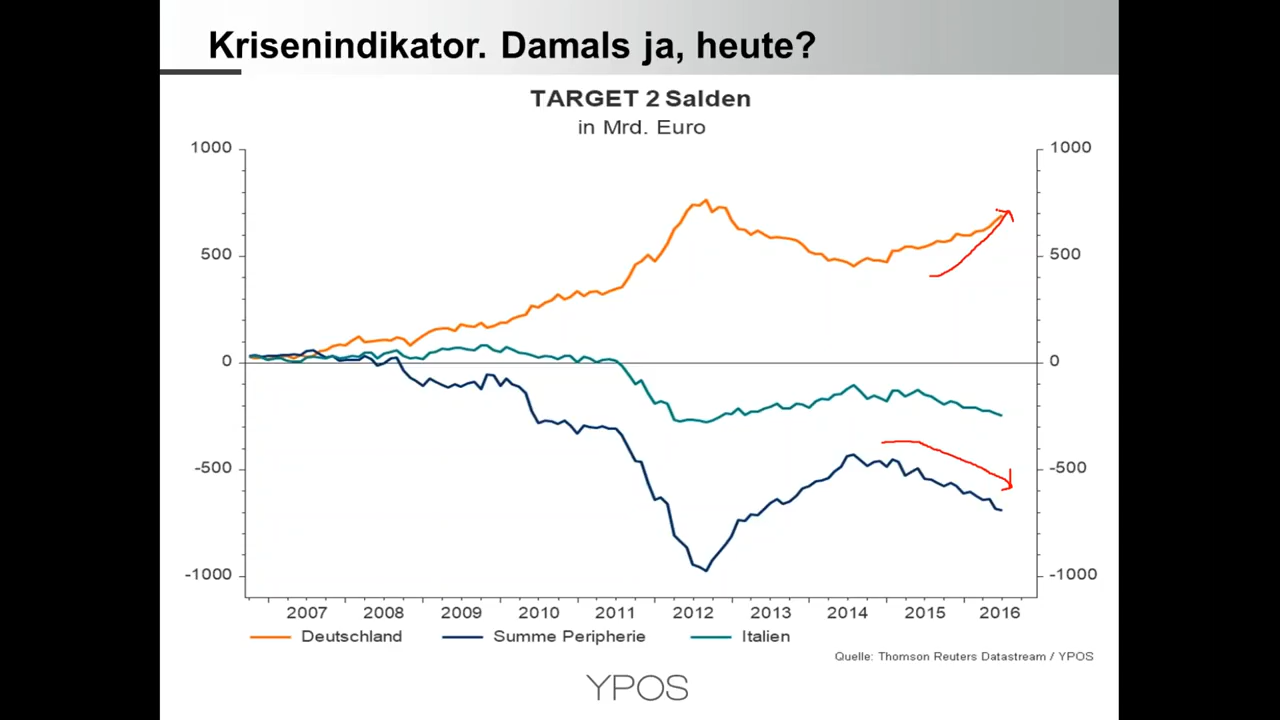 Krisenindikator. Damals ja, heute?
TARGET 2 Salden
in Mrd. Euro
1000 1000
500 500
0 0
-500 -500
-1000 -1000
2007 2008 2009 2010 2011 2012 2013 2014 2015 2016
Deutschland Summe Peripherie Italien
Quelle: Thomson Reuters Datastream / YPOS
YPOS